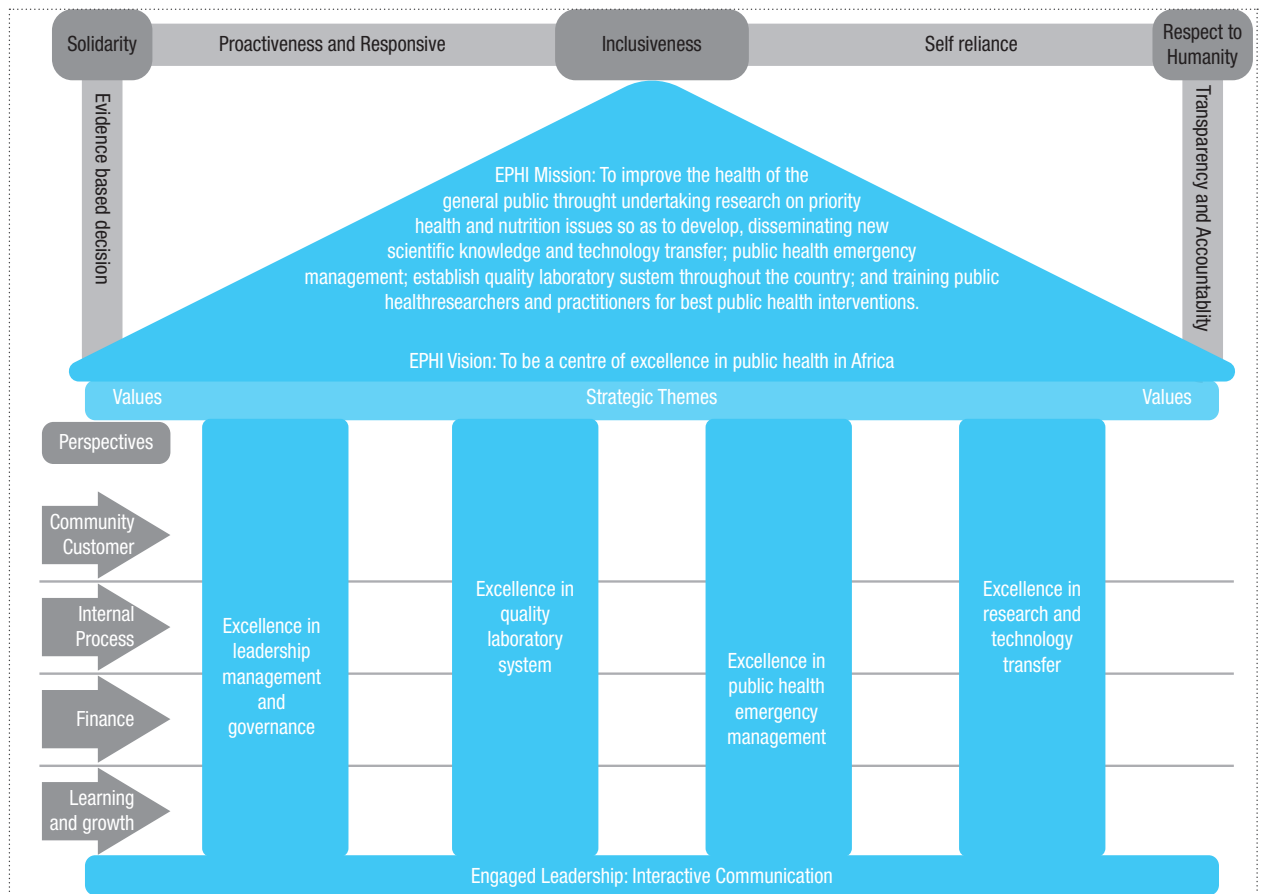 Solidarity
Proactiveness and Responsive
Inclusiveness
Self reliance
Respect to
Humanity
Evidence based decision
Transparency and Accountablity
EPHI Mission: To improve the health of the
general public throught undertaking research on priority
health and nutrition issues so as to develop, disseminating new
scientific knowledge and technology transfer; public health emergency
management; establish quality laboratory sustem throughout the country; and training public
healthresearchers and practitioners for best public health interventions.
EPHI Vision: To be a centre of excellence in public health in Africa
Values
Strategic Themes
Values
Perspectives
Community
Customer
Internal
Process
Finance
Learning
and growth
Excellence in
leadership
management
and
governance
Excellence in
quality
laboratory
system
Excellence in
public health
emergency
management
Excellence in
research and
technology
transfer
Engaged Leadership: Interactive Communication